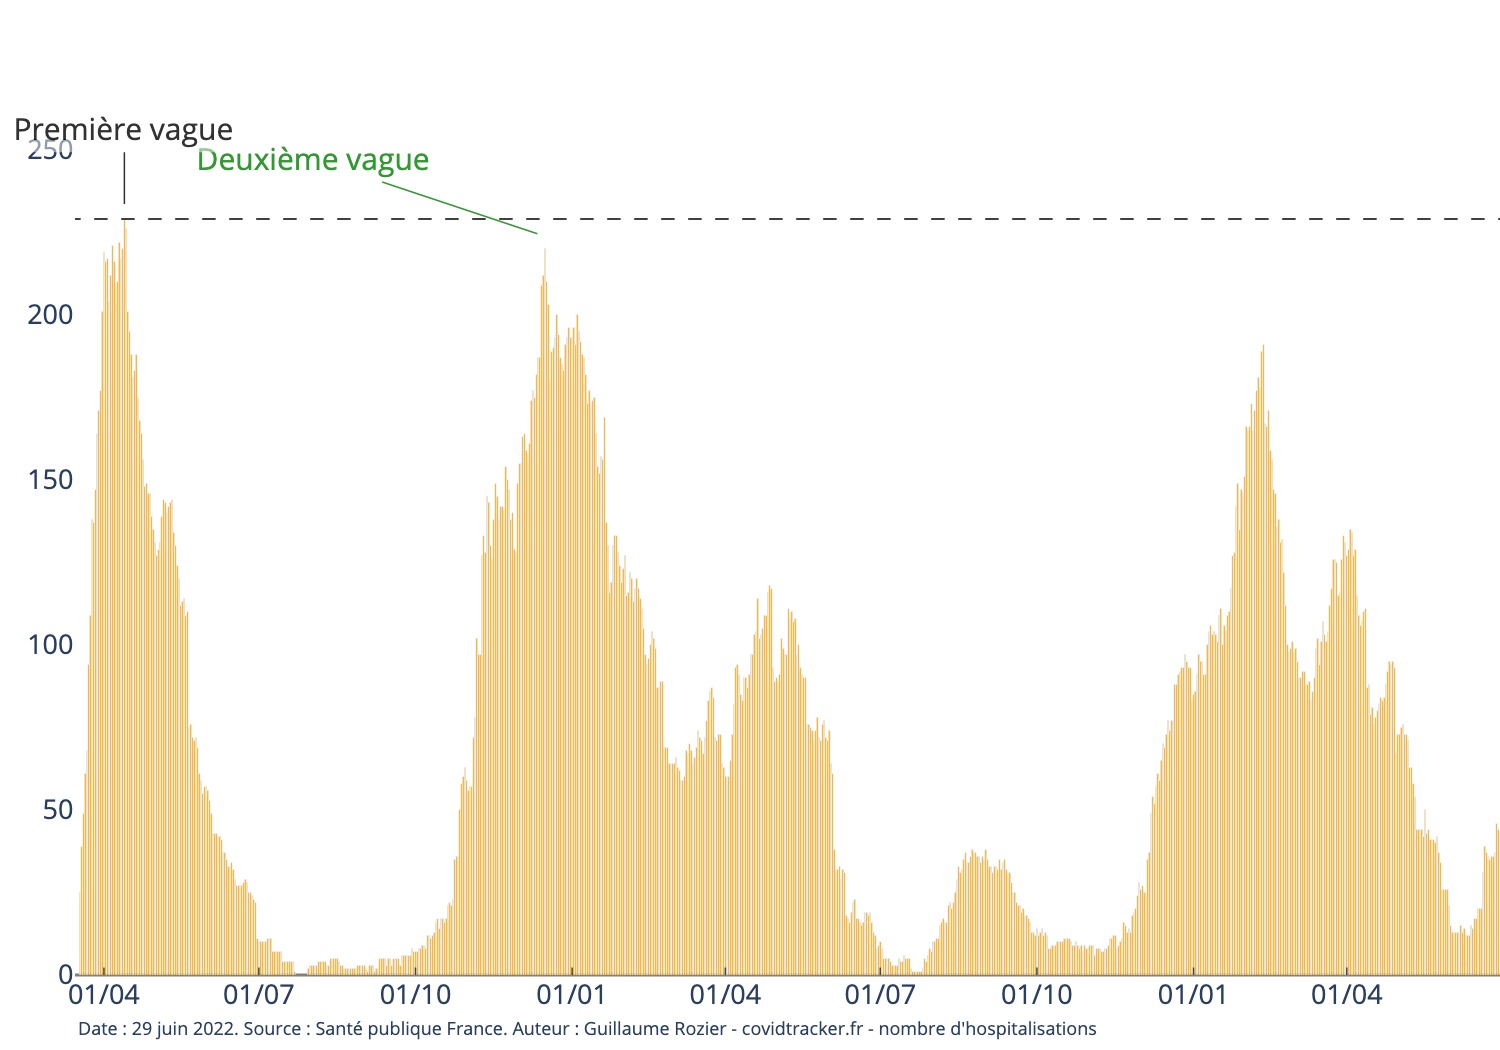 Première vague
250
Deuxième vague
200
150
100
50
0
01/04 01/07 01/10 01/01 01/04 01/07 01/10 01/01 01/04
Date : 29 juin 2022. Source : Santé publique France. Auteur : Guillaume Rozier - covidtracker.fr - nombre d'hospitalisations